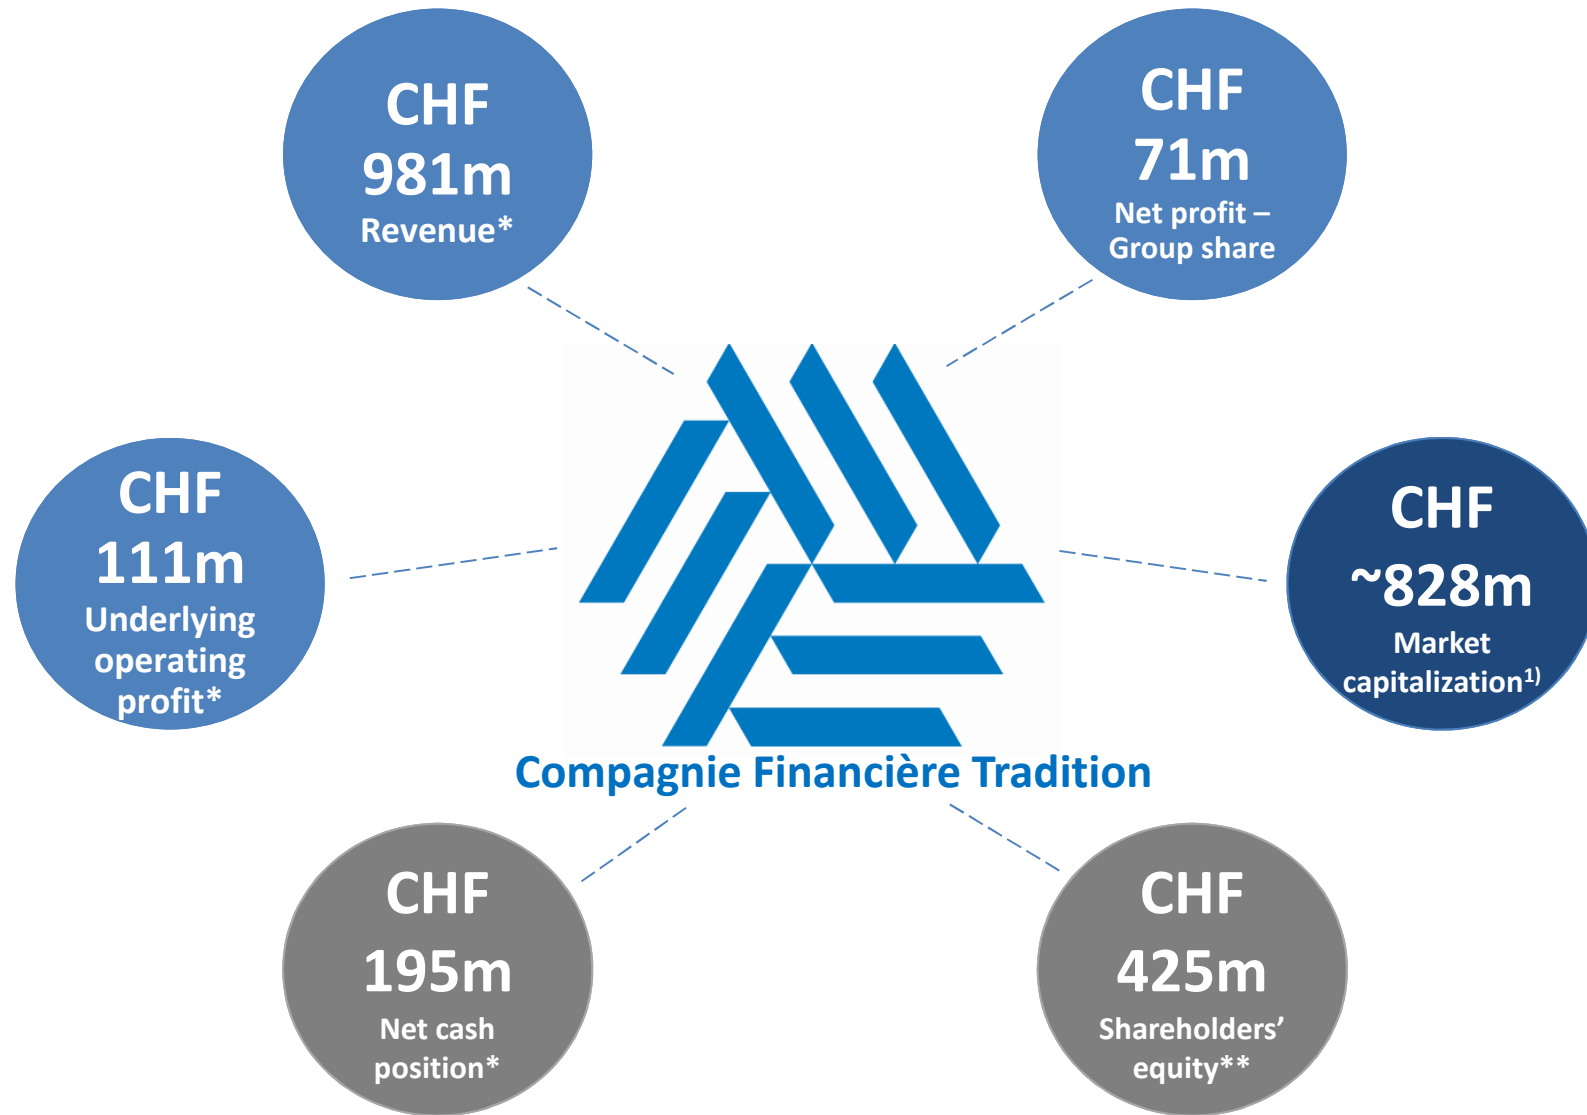 CHF
981m
Revenue*
CHF
71m
Net profit –
Group share
CHF
111m
Underlying
operating
profit*
CHF
~828m
Market
capitalization1)
Compagnie Financière Tradition
CHF
195m
Net cash
position*
CHF
425m
Shareholders’
equity**